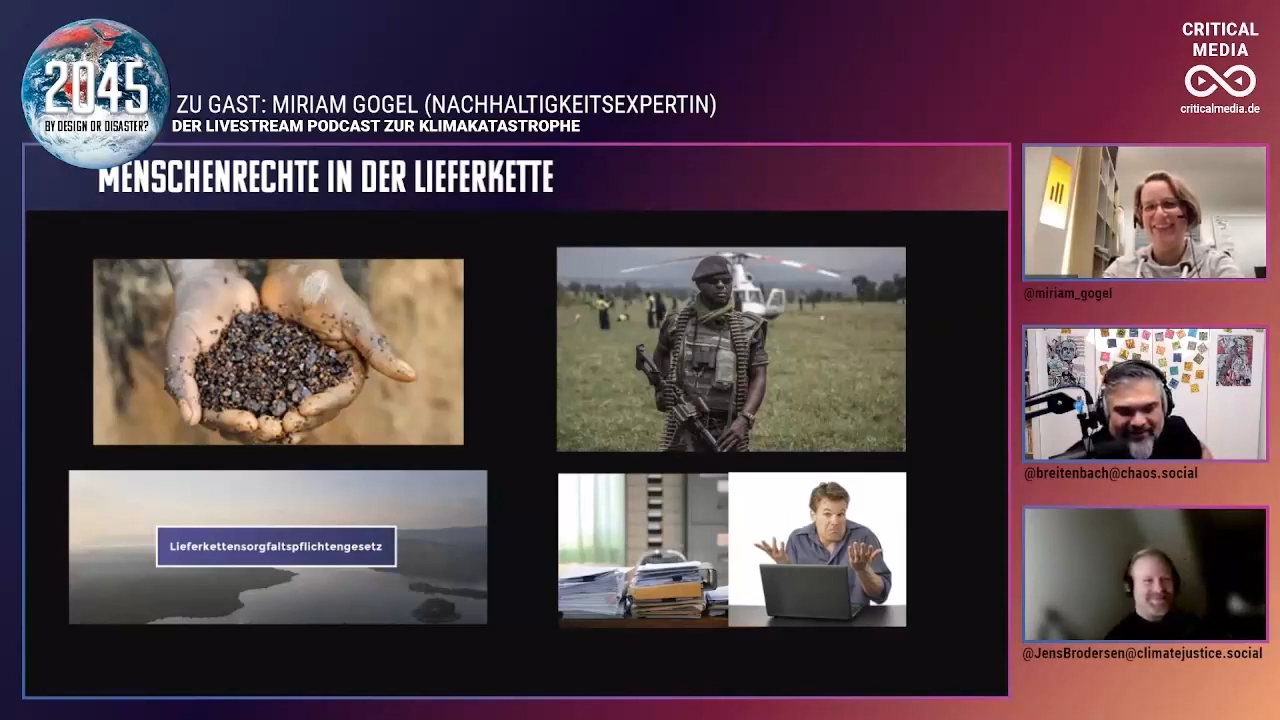 2045
BY DESIGN OR DISASTER?
ZU GAST: MIRIAM GOGEL (NACHHALTIGKEITSEXPERTIN)
DER LIVESTREAM PODCAST ZUR KLIMAKATASTROPHE
CRITICAL
MEDIA
criticalmedia.de
MENSCHENRECHTE IN DER LIEFERKETTE
Lieferkettensorgfaltspflichtengesetz
@miriam_gogel
@breitenbach@chaos.social
@JensBrodersen@climatejustice.social